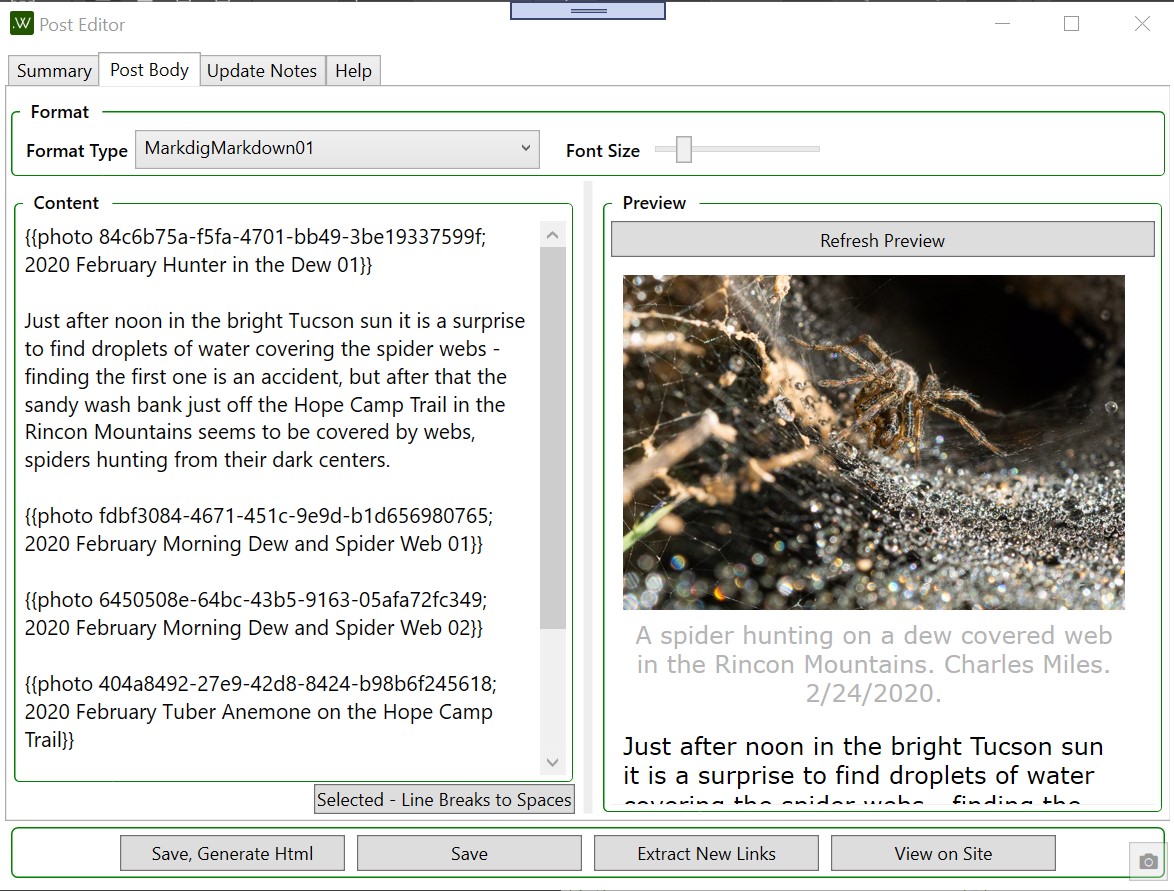 .W Post Editor
Summary Post Body Update Notes Help
Format
Format Type MarkdigMarkdown01 Font Size
Content
{{photo 84c6b75a-f5fa-4701-bb49-3be19337599f;
2020 February Hunter in the Dew 01}}
Just after noon in the bright Tucson sun it is a surprise
to find droplets of water covering the spider webs -
finding the first one is an accident, but after that the
sandy wash bank just off the Hope Camp Trail in the
Rincon Mountains seems to be covered by webs,
spiders hunting from their dark centers.
{{photo fdbf3084-4671-451c-9e9d-b1d656980765;
2020 February Morning Dew and Spider Web 01}}
{{photo 6450508e-64bc-43b5-9163-05afa72fc349;
2020 February Morning Dew and Spider Web 02}}
{{photo 404a8492-27e9-42d8-8424-b98b6f245618;
2020 February Tuber Anemone on the Hope Camp
Trail}}
Selected - Line Breaks to Spaces
Preview
Refresh Preview
A spider hunting on a dew covered web
in the Rincon Mountains. Charles Miles.
2/24/2020.
Just after noon in the bright Tucson sun
it is a surprise to find droplets of water
covering the spider webs - finding the
Save, Generate Html Save Extract New Links View on Site